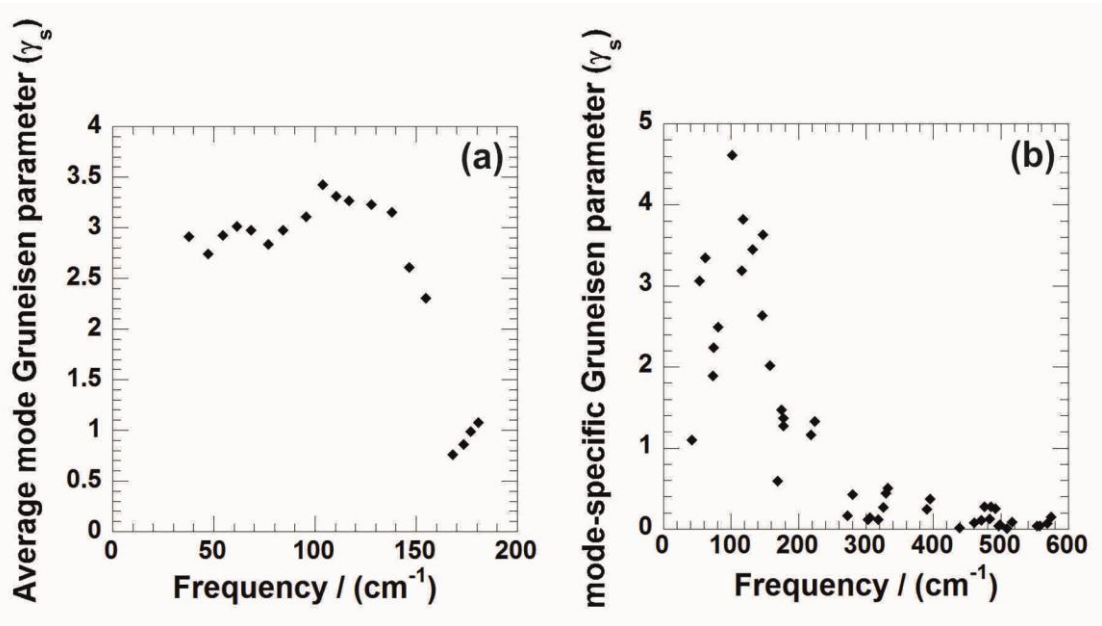 Average mode Gruneisen parameter (γs)
4
3.5
3
2.5
2
1.5
1
0.5
0
(a)
0 50 100 150 200
Frequency / (cm-1)
mode-specific Gruneisen parameter (γs)
5
4
3
2
1
0
(b)
0 100 200 300 400 500 600
Frequency / (cm-1)